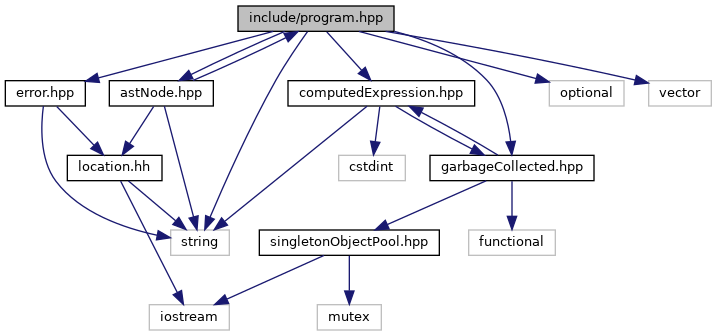 include/program.hpp
error.hpp
astNode.hpp
computedExpression.hpp
optional
vector
location.hh
cstdint
garbageCollected.hpp
string
singletonObjectPool.hpp
functional
iostream
mutex